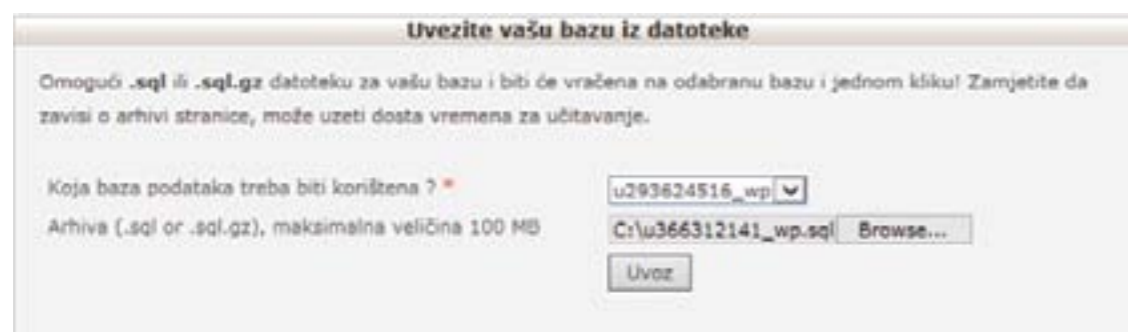 Uvezite vašu bazu iz datoteke
Omogući .sql ili .sql.gz datoteku za vašu bazu i biti će vračena na odabranu bazu i jednom kliku! Zamjetite da
zavisi o arhivi stranice, može uzeti dosta vremena za učitavanje.
Koja baza podataka treba biti korištena ? * u293624516_wp
Arhiva (.sql or .sql.gz), maksimalna veličina 100 MB C:\u366312141_wp.sql Browse...
Uvoz